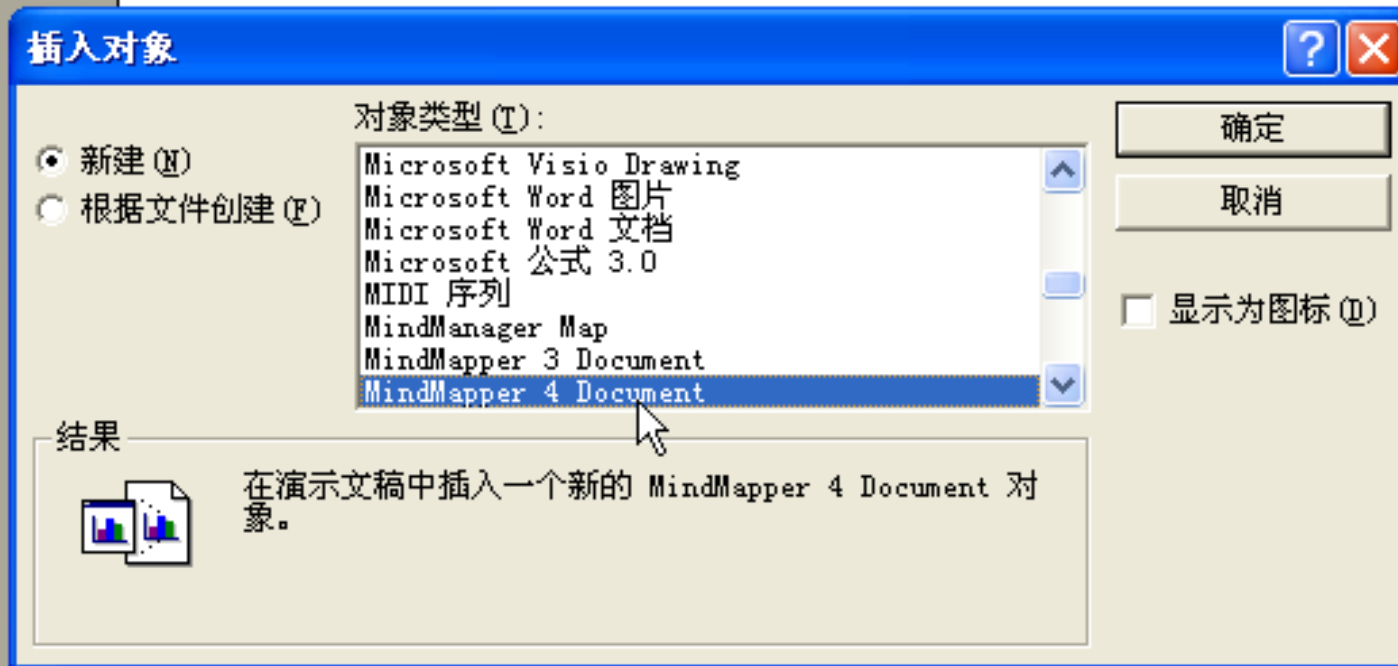 插入对象
新建(N)
根据文件创建(F)
对象类型(T):
Microsoft Visio Drawing
Microsoft Word 图片
Microsoft Word 文档
Microsoft 公式 3.0
MIDI 序列
MindManager Map
MindMapper 3 Document
MindMapper 4 Document
确定
取消
显示为图标(D)
结果
在演示文稿中插入一个新的 MindMapper 4 Document 对
象。